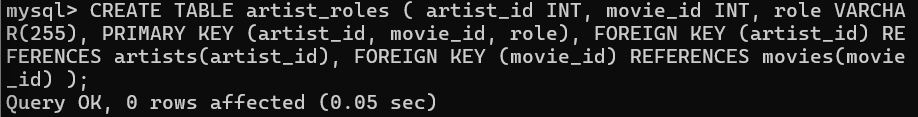 mysql> CREATE TABLE artist_roles ( artist_id INT, movie_id INT, role VARCHA
R(255), PRIMARY KEY (artist_id, movie_id, role), FOREIGN KEY (artist_id) RE
FERENCES artists(artist_id), FOREIGN KEY (movie_id) REFERENCES movies(movie
_id) );
Query OK, 0 rows affected (0.05 sec)